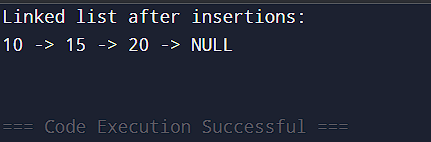 Linked list after insertions:
10 -> 15 -> 20 -> NULL
=== Code Execution Successful ===